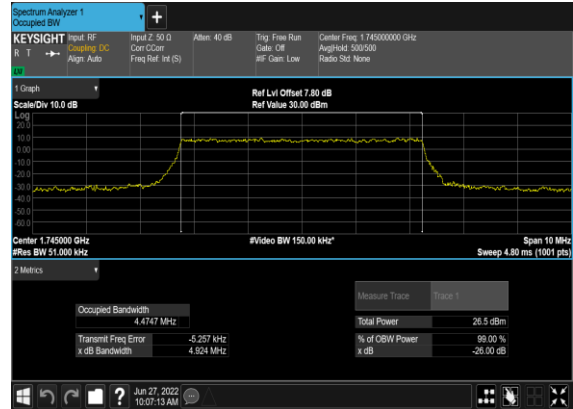 Spectrum Analyzer 1
Occupied BW
KEYSIGHT
R T
LM
Input: RF
Coupling: DC
Align: Auto
Input Z: 50 Ω
Corr CCorr
Freq Ref: Int (S)
Atten: 40 dB
Trig: Free Run
Gate: Off
#IF Gain: Low
Center Freq: 1.745000000 GHz
Avg|Hold: 500/500
Radio Std: None
1 Graph
Scale/Div 10.0 dB
Ref Lvl Offset 7.80 dB
Ref Value 30.00 dBm
Log
20.0
10.0
0.00
-10.0
-20.0
-30.0
-40.0
-50.0
-60.0
Center 1.745000 GHz
#Res BW 51.000 kHz
#Video BW 150.00 kHz*
Span 10 MHz
Sweep 4.80 ms (1001 pts)
2 Metrics
Measure Trace
Trace 1
Occupied Bandwidth
4.4747 MHz
Total Power
26.5 dBm
Transmit Freq Error
-5.257 kHz
% of OBW Power
99.00 %
x dB Bandwidth
4.924 MHz
x dB
-26.00 dB
?
Jun 27, 2022
10:07:13 AM